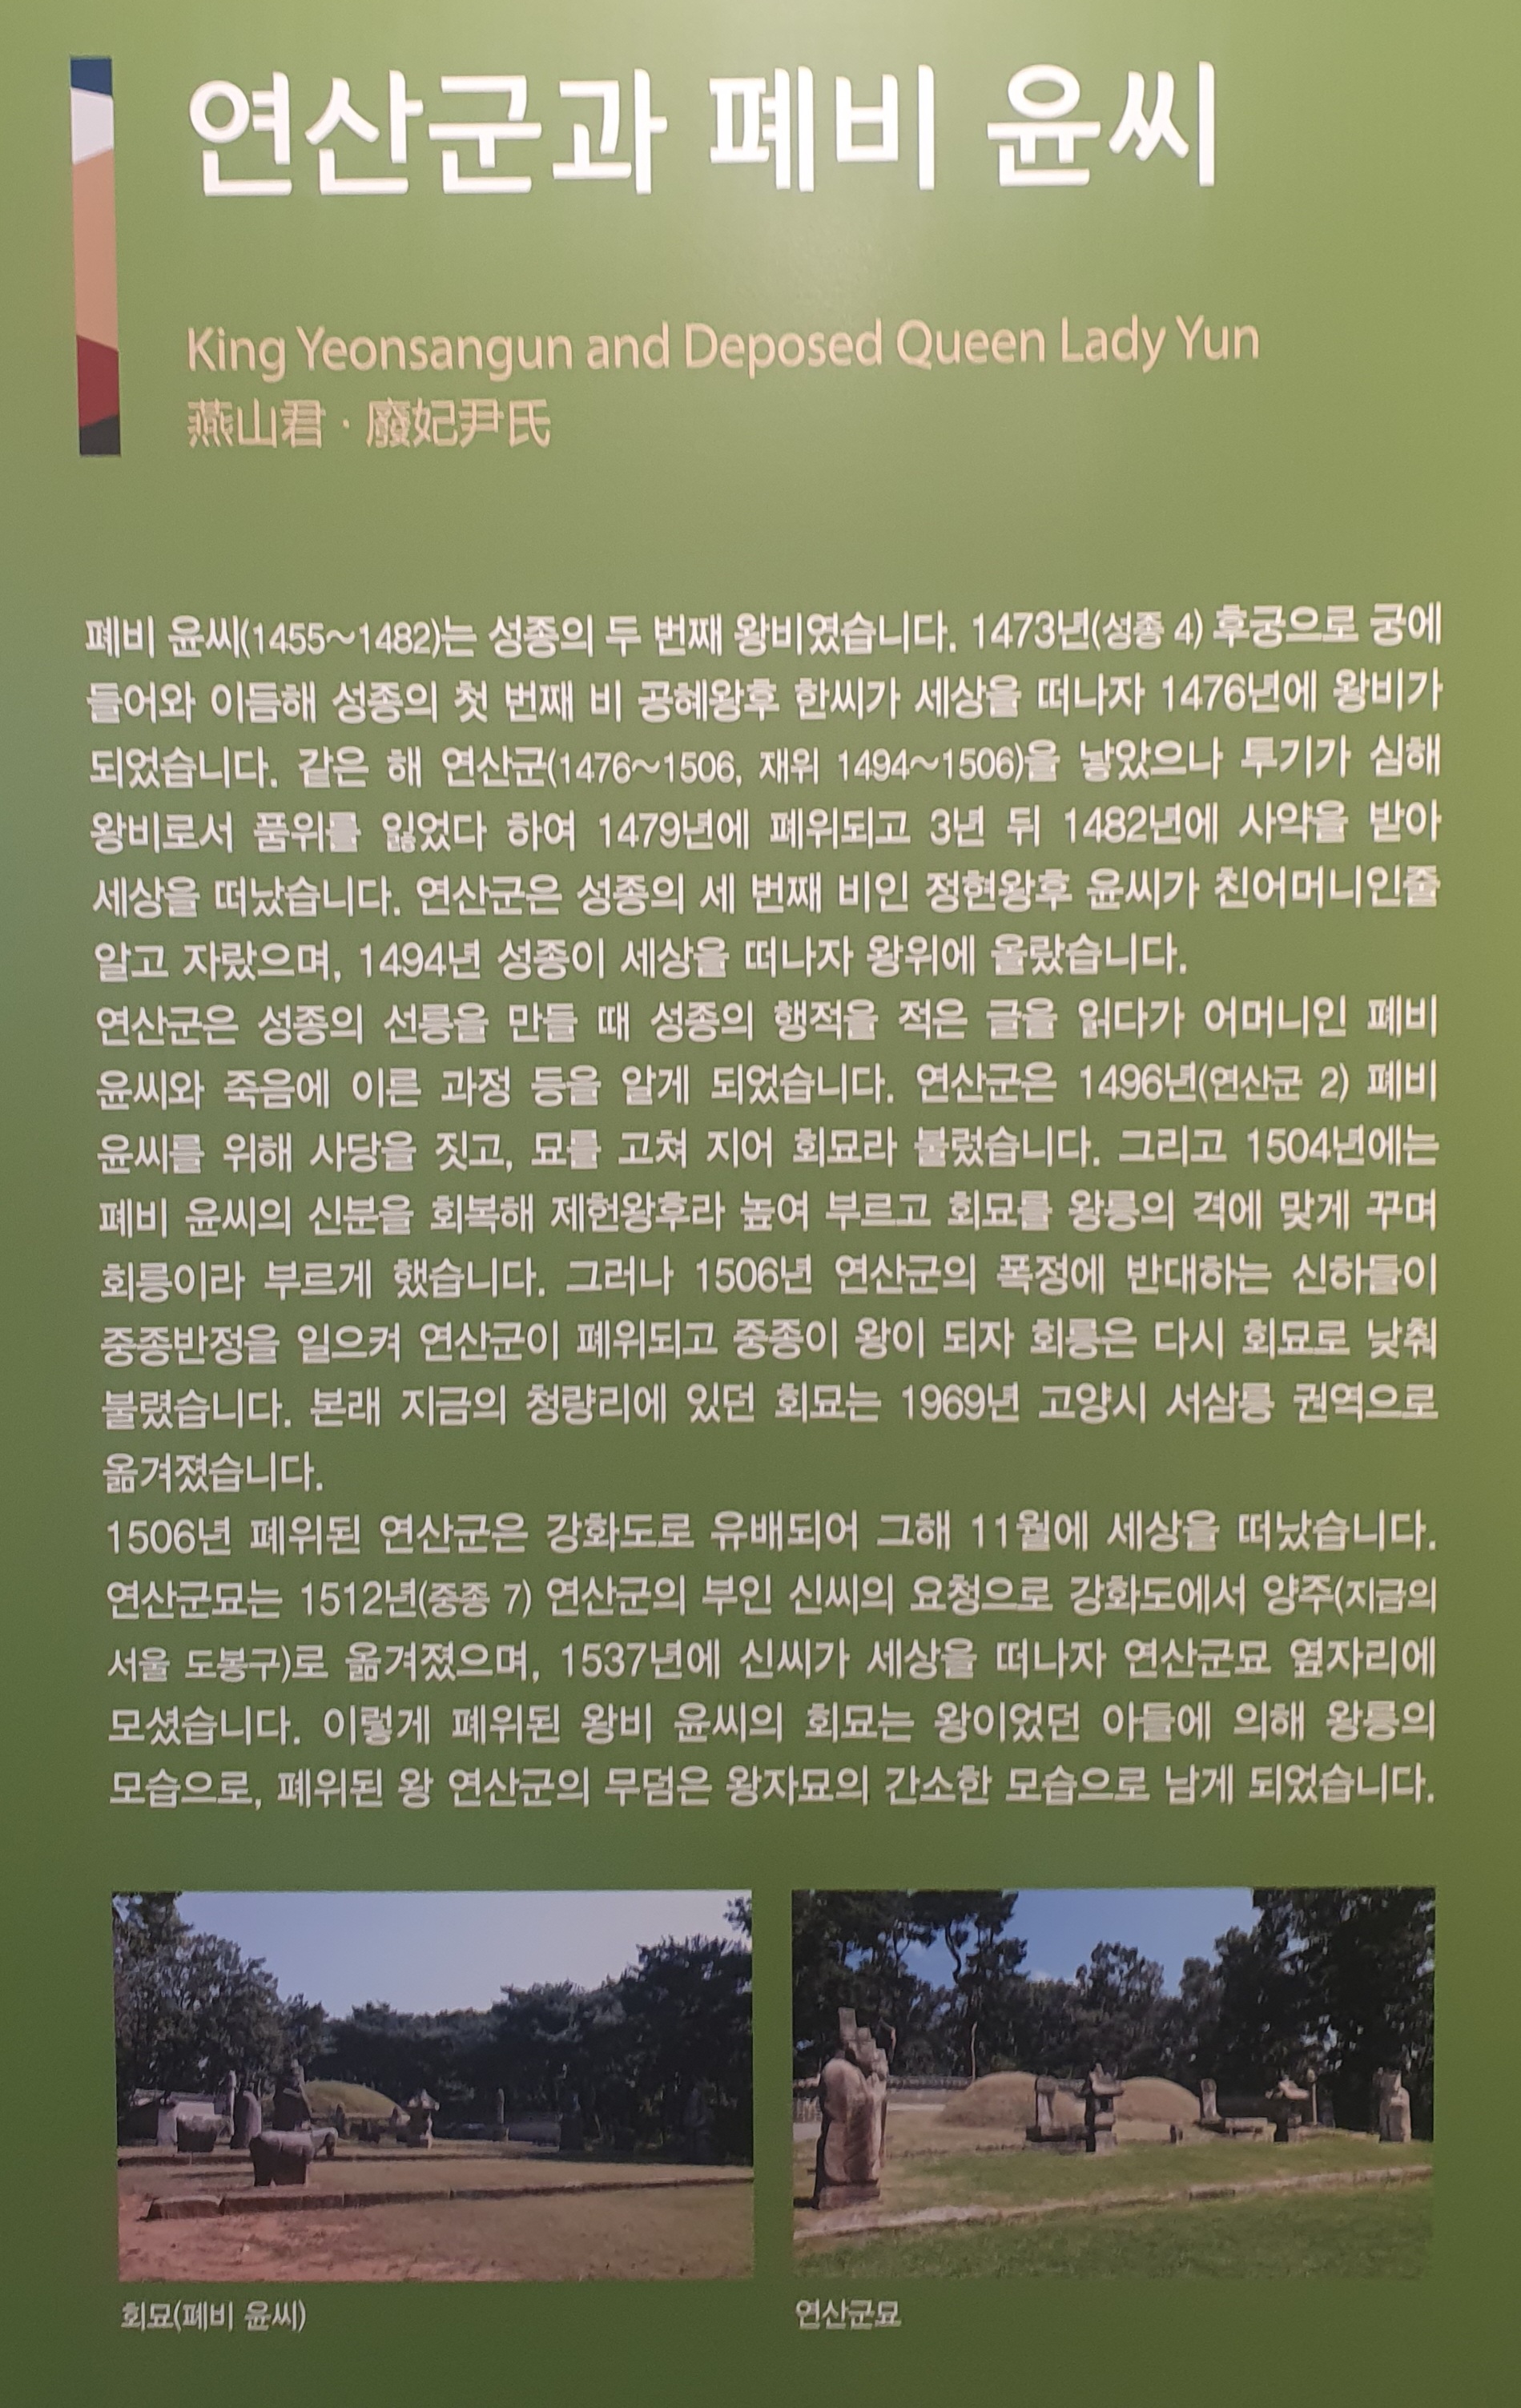 연산군과 폐비 윤씨
King Yeonsangun and Deposed Queen Lady Yun
燕山君 · 廢妃尹氏
폐비 윤씨(1455~1482)는 성종의 두 번째 왕비였습니다. 1473년(성종 4) 후궁으로 궁에
들어와 이듬해 성종의 첫 번째 비 공혜왕후 한씨가 세상을 떠나자 1476년에 왕비가
되었습니다. 같은 해 연산군(1476~1506, 재위 1494~1506)을 낳았으나 투기가 심해
왕비로서 품위를 잃었다 하여 1479년에 폐위되고 3년 뒤 1482년에 사약을 받아
세상을 떠났습니다. 연산군은 성종의 세 번째 비인 정현왕후 윤씨가 친어머니인줄
알고 자랐으며, 1494년 성종이 세상을 떠나자 왕위에 올랐습니다.
연산군은 성종의 선릉을 만들 때 성종의 행적을 적은 글을 읽다가 어머니인 폐비
윤씨와 죽음에 이른 과정 등을 알게 되었습니다. 연산군은 1496년(연산군 2) 폐비
윤씨를 위해 사당을 짓고, 묘를 고쳐 지어 회묘라 불렀습니다. 그리고 1504년에는
폐비 윤씨의 신분을 회복해 제헌왕후라 높여 부르고 회묘를 왕릉의 격에 맞게 꾸며
회릉이라 부르게 했습니다. 그러나 1506년 연산군의 폭정에 반대하는 신하들이
중종반정을 일으켜 연산군이 폐위되고 중종이 왕이 되자 회릉은 다시 회묘로 낮춰
불렸습니다. 본래 지금의 청량리에 있던 회묘는 1969년 고양시 서삼릉 권역으로
옮겨졌습니다.
1506년 폐위된 연산군은 강화도로 유배되어 그해 11월에 세상을 떠났습니다.
연산군묘는 1512년(중종 7) 연산군의 부인 신씨의 요청으로 강화도에서 양주(지금의
서울 도봉구)로 옮겨졌으며, 1537년에 신씨가 세상을 떠나자 연산군묘 옆자리에
모셨습니다. 이렇게 폐위된 왕비 윤씨의 회묘는 왕이었던 아들에 의해 왕릉의
모습으로, 폐위된 왕 연산군의 무덤은 왕자묘의 간소한 모습으로 남게 되었습니다.
회묘(폐비 윤씨)
연산군묘